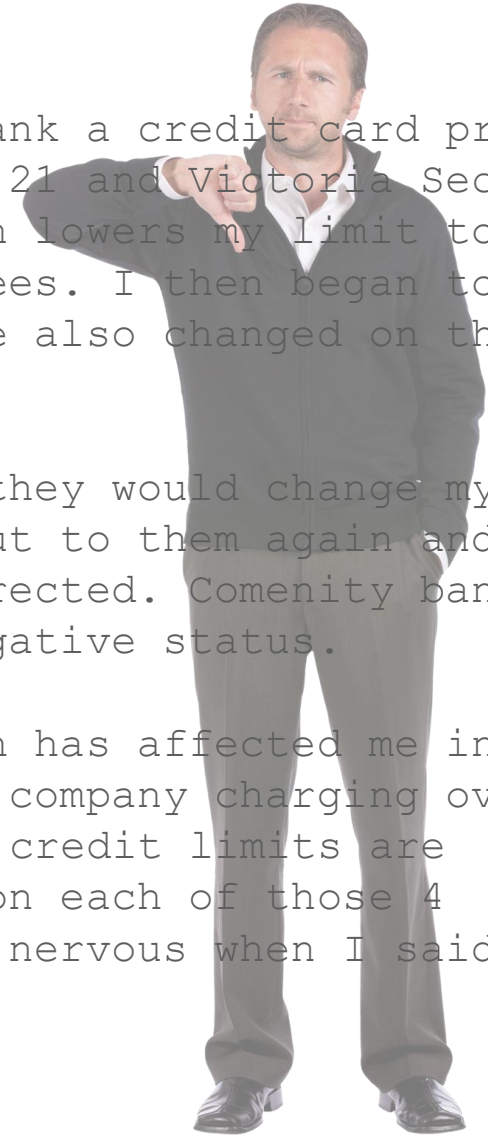 ank a credit card pr
21 and Victoria Sec
n lowers my limit to
ees. I then began to
e also changed on th
they would change my
ut to them again and
rected. Comenity ban
gative status.
n has affected me in
company charging ov
credit limits are
on each of those 4
nervous when I said